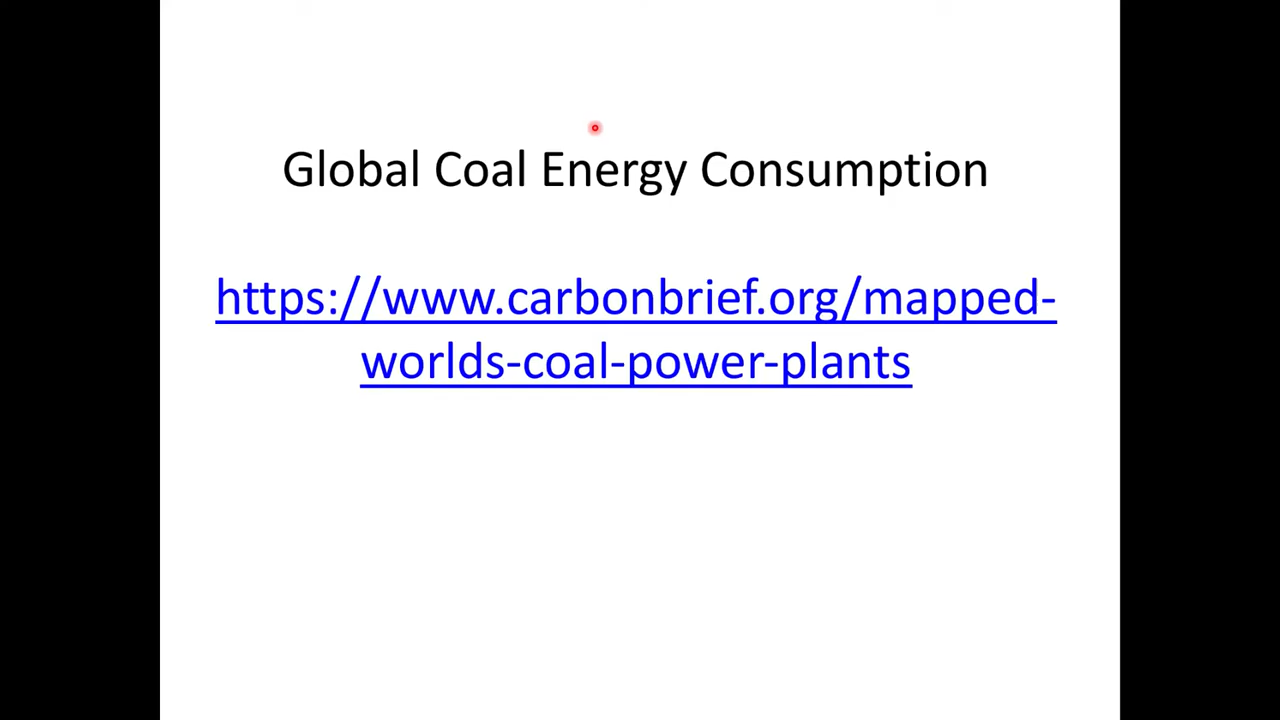 Global Coal Energy Consumption
https://www.carbonbrief.org/mapped-
worlds-coal-power-plants